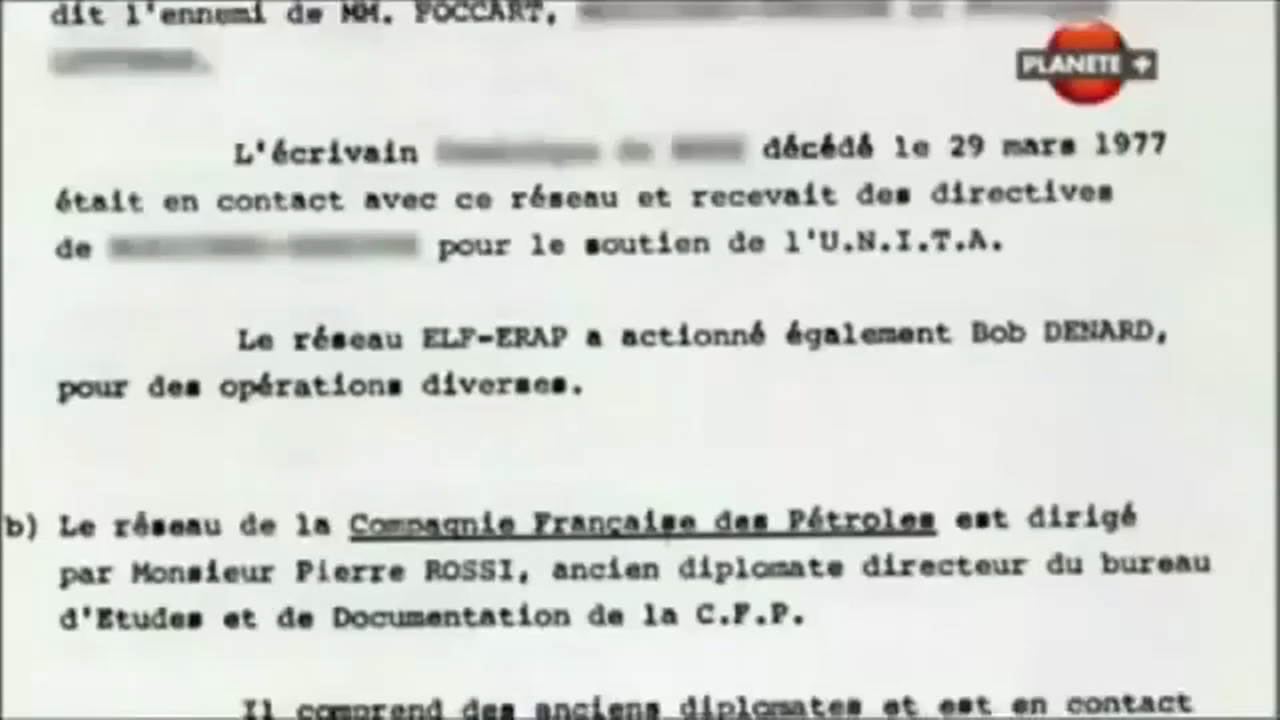 dit l'ennemi de MM. FOCCART,
PLANETE +
L'écrivain décédé le 29 mars 1977
était en contact avec ce réseau et recevait des directives
de pour le soutien de l'U.N.I.T.A.
Le réseau ELF-ERAP a actionné également Bob DENARD,
pour des opérations diverses.
b) Le réseau de la Compagnie Française des Pétroles est dirigé
par Monsieur Pierre ROSSI, ancien diplomate directeur du bureau
d'Etudes et de Documentation de la C.F.P.
Il comprend des anciens diplomates et est en contact